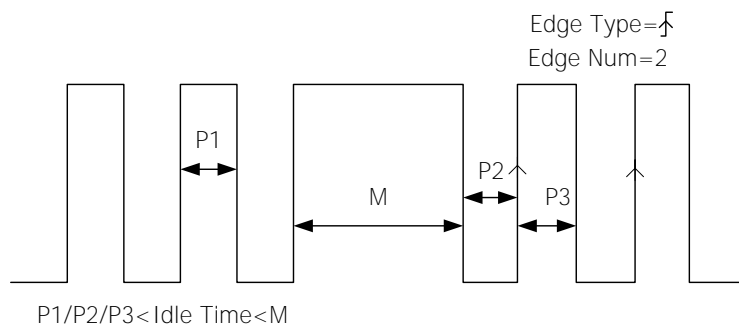 Edge Type=
Edge Num=2
P1
P2
M
P3
P1/P2/P3<Idle Time<M